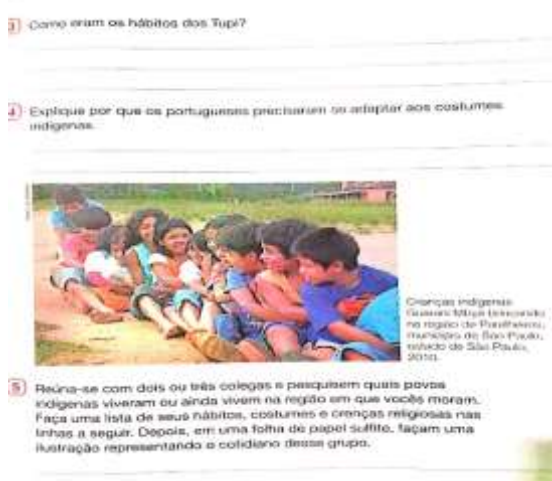 3 Como eram os hábitos dos Tupi?
4 Explique por que os portugueses precisaram se adaptar aos costumes
indígenas.
Crianças indígenas
Guarani Mbya brincando
na região de Parelheiros,
município de São Paulo,
estado de São Paulo,
2010.
5 Reúna-se com dois ou três colegas e pesquisem quais povos
indígenas viveram ou ainda vivem na região em que vocês moram.
Faça uma lista de seus hábitos, costumes e crenças religiosas nas
linhas a seguir. Depois, em uma folha de papel sulfite, façam uma
ilustração representando o cotidiano desse grupo.